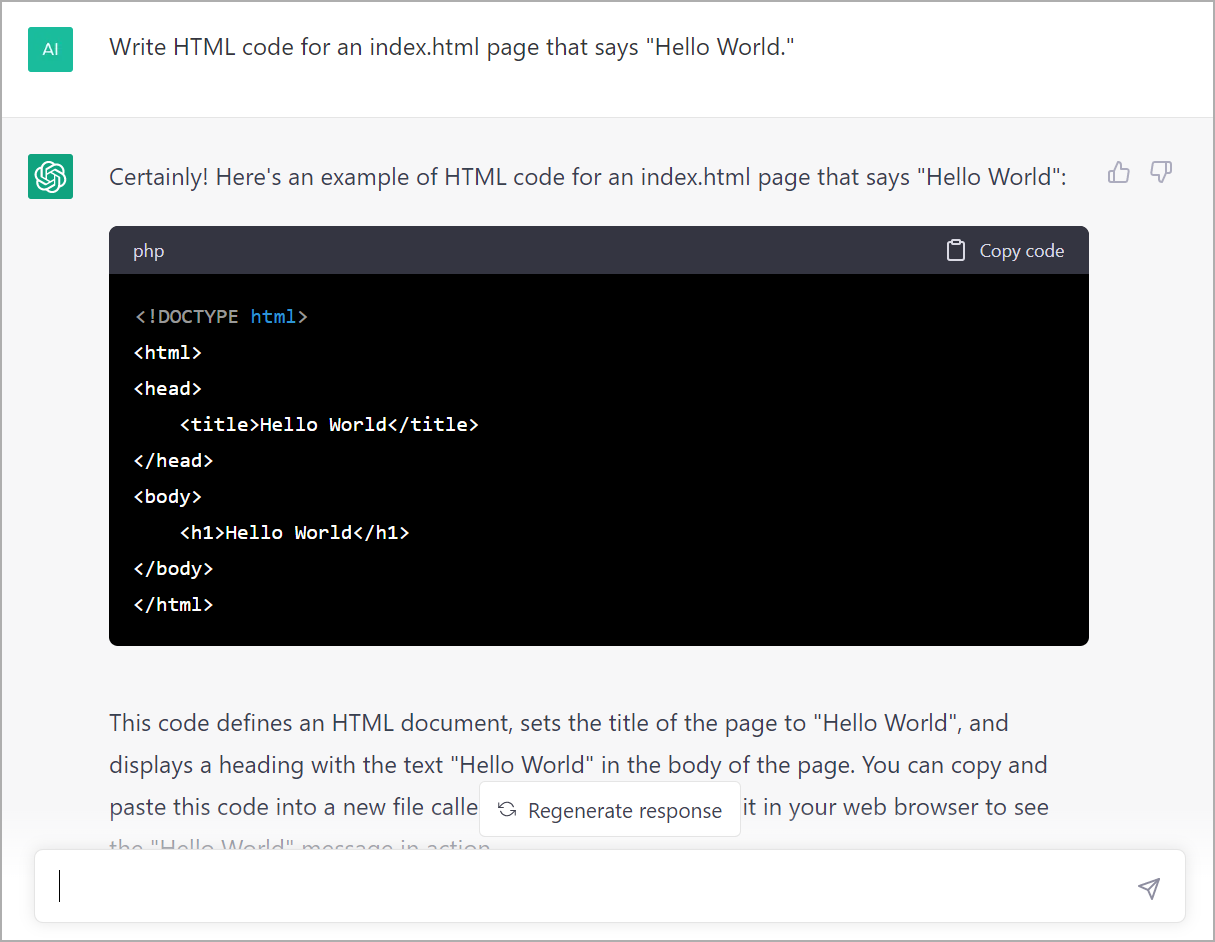 AI
Write HTML code for an index.html page that says "Hello World."
Certainly! Here's an example of HTML code for an index.html page that says "Hello World":
php
Copy code
<!DOCTYPE html>
<html>
<head>
    <title>Hello World</title>
</head>
<body>
    <h1>Hello World</h1>
</body>
</html>
This code defines an HTML document, sets the title of the page to "Hello World", and
displays a heading with the text "Hello World" in the body of the page. You can copy and
paste this code into a new file calle
Regenerate response
it in your web browser to see
the "Hello World" message in action.